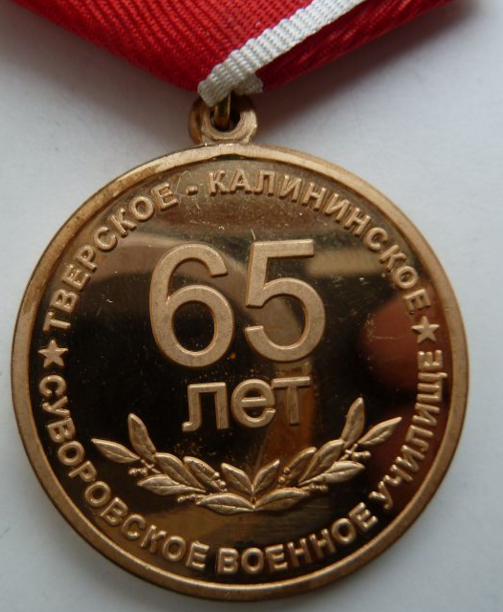 ★ ТВЕРСКОЕ - КАЛИНИНСКОЕ ★
65
лет
СУВОРОВСКОЕ ВОЕННОЕ УЧИЛИЩЕ